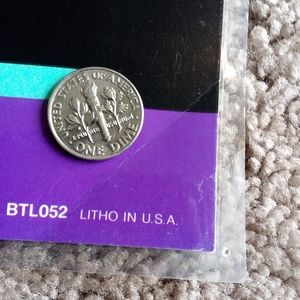 UNITED STATES OF AMERICA
E PLURIBUS UNUM
ONE DIME
BTL052 LITHO IN U.S.A.